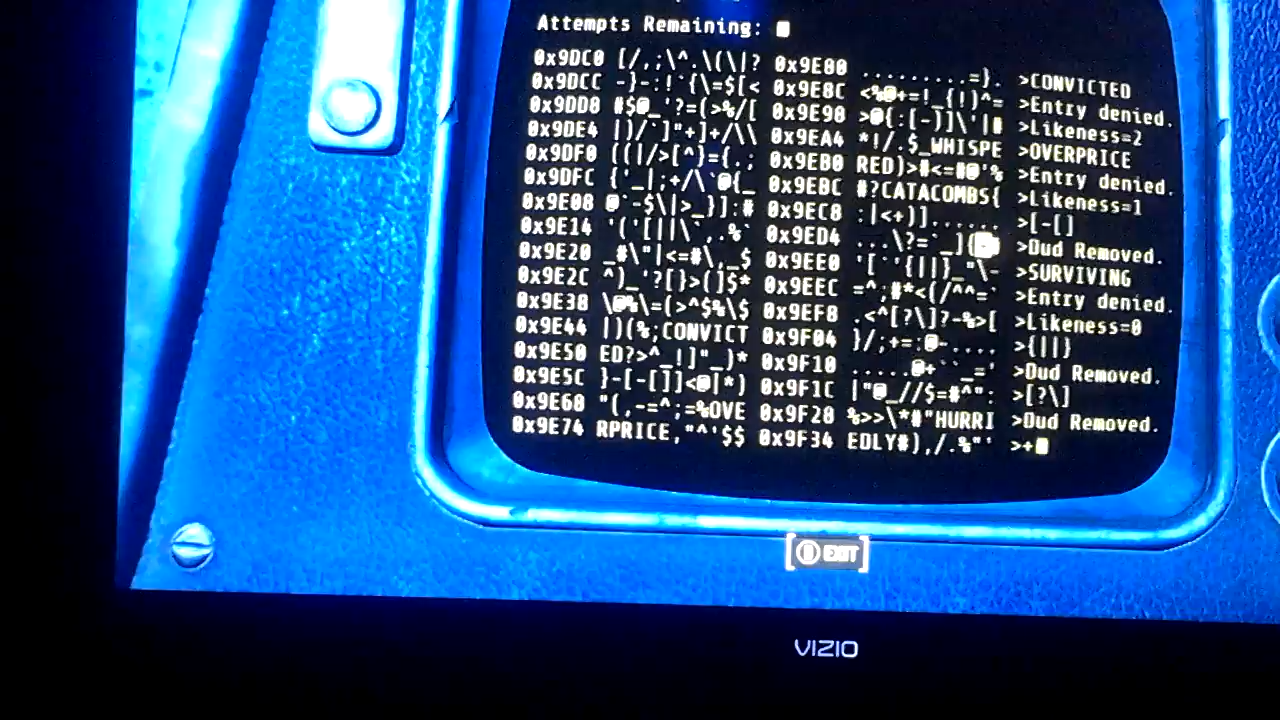 Attempts Remaining: ■
0x9DC0 [/,;\^.\(\|? 0x9E80 .........=}. >CONVICTED
0x9DCC -}-:!`{\=$[< 0x9E8C <%@+=!_{!)^= >Entry denied.
0x9DD8 #$@_'?=(>%/[ 0x9E98 >@{:[-)]\'| >Likeness=2
0x9DE4 |)/`]"+]+/\\ 0x9EA4 *!/.$_WHISPE >OVERPRICE
0x9DF0 ((|/>[^}={.; 0x9EB0 RED)>#<=#@'% >Entry denied.
0x9DFC {'_|;+/\`@{_ 0x9EBC #?CATACOMBS{ >Likeness=1
0x9E08 @`-$\|>_}]:# 0x9EC8 :|<+)]...... >[-[]
0x9E14 '('[||\`,.%` 0x9ED4 ...\?=`_]{ >Dud Removed.
0x9E20 _#\"|<=#\,_$ 0x9EE0 '[``{||}_"\- >SURVIVING
0x9E2C ^)_'?[}>(]$* 0x9EEC =^;#*<(/^^=` >Entry denied.
0x9E38 \@%\=(>^$%\$ 0x9EF8 .<^[?\]?-%>[ >Likeness=0
0x9E44 |)(%;CONVICT 0x9F04 }/;+=:@-.... >{||}
0x9E50 ED?>^_!]"_)* 0x9F10 .....@+``_=' >Dud Removed.
0x9E5C }-[-[]]<@|*) 0x9F1C |"@_//$=#^": >[?\]
0x9E68 "(,-=^;=%OVE 0x9F28 %>>\*#"HURRI >Dud Removed.
0x9E74 RPRICE,"^'$$ 0x9F34 EDLY#),/.%"' >+■
EXIT
VIZIO